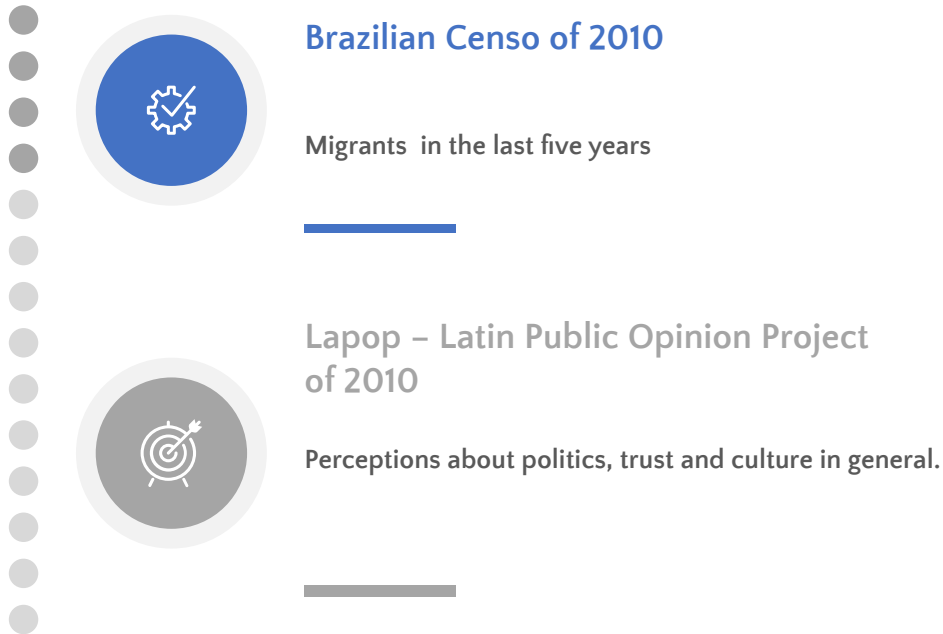 Brazilian Censo of 2010
Migrants  in the last five years
Lapop – Latin Public Opinion Project
of 2010
Perceptions about politics, trust and culture in general.